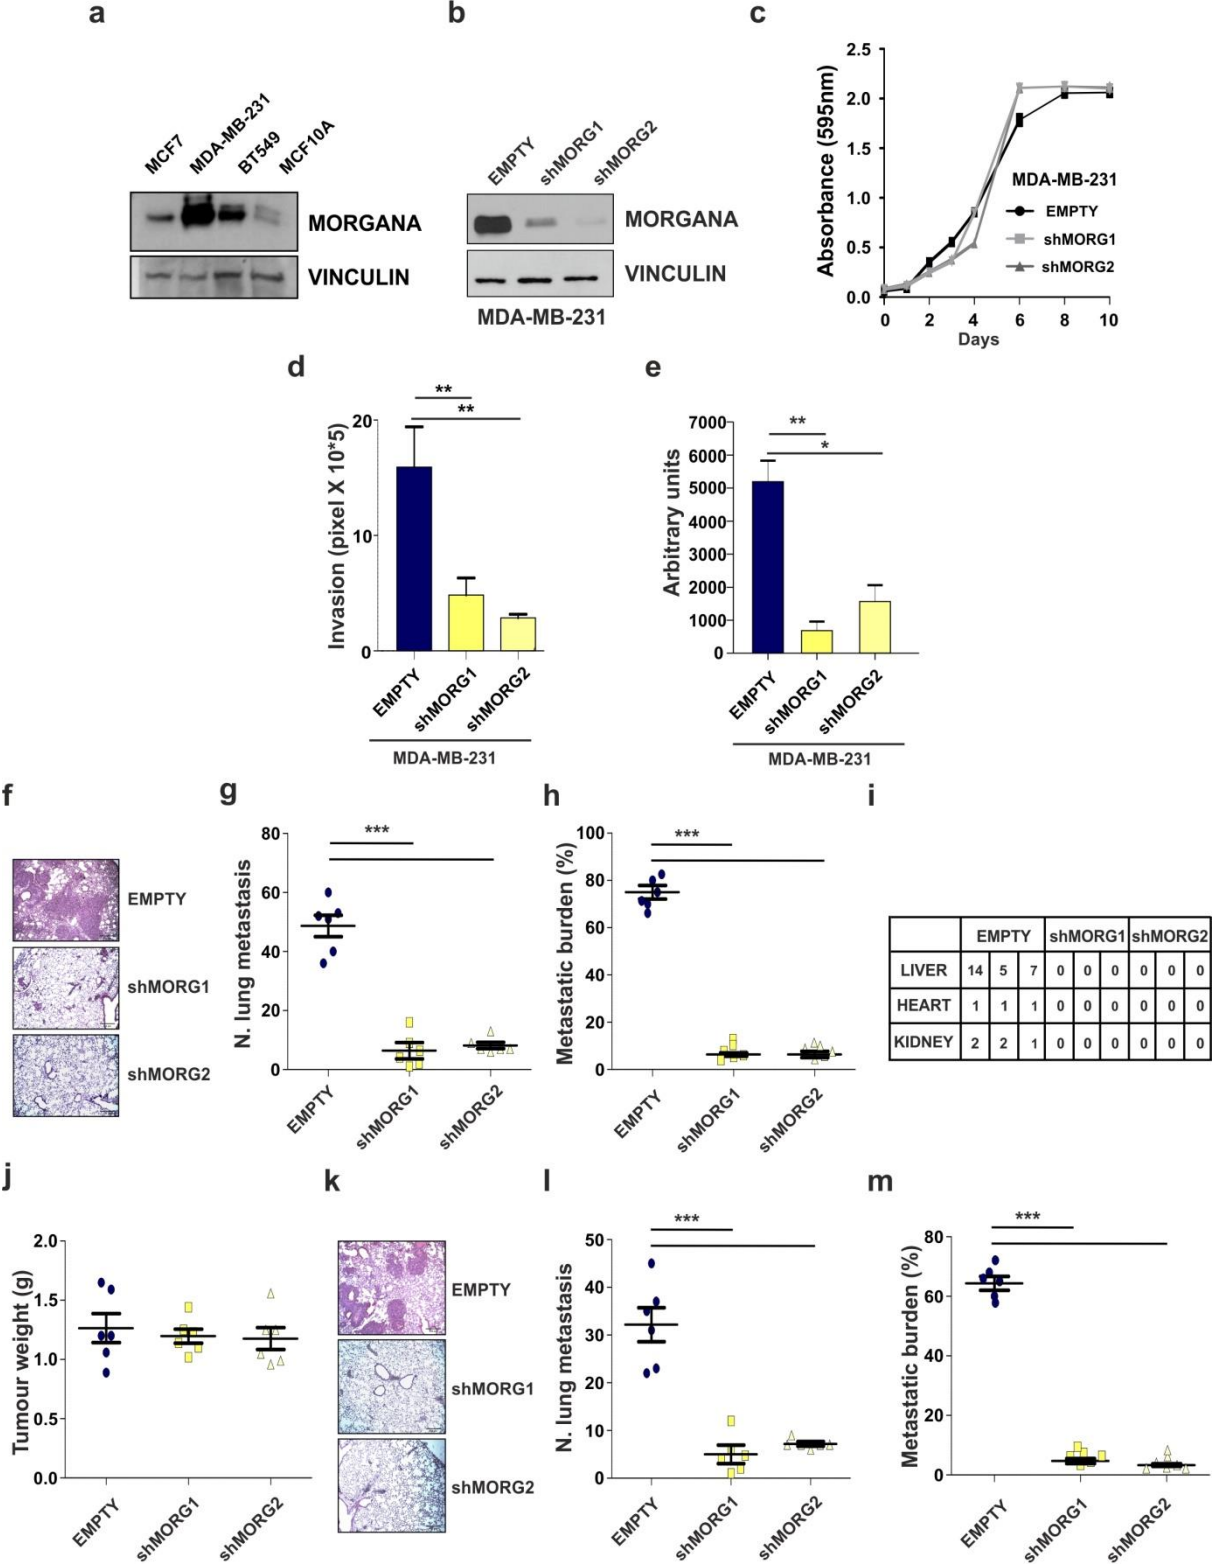 a
MCF7
MDA-MB-231
BT549
MCF10A
MORGANA
VINCULIN
b
EMPTY
shMORG1
shMORG2
MORGANA
VINCULIN
MDA-MB-231
c
Absorbance (595nm)
2.5
2.0
1.5
1.0
0.5
0.0
0 2 4 6 8 10
Days
MDA-MB-231
EMPTY
shMORG1
shMORG2
d
Invasion (pixel X 10*5)
20
10
0
**
**
EMPTY
shMORG1
shMORG2
MDA-MB-231
e
Arbitrary units
7000
6000
5000
4000
3000
2000
1000
0
**
*
EMPTY
shMORG1
shMORG2
MDA-MB-231
f
EMPTY
shMORG1
shMORG2
g
N. lung metastasis
80
60
40
20
0
***
EMPTY
shMORG1
shMORG2
h
Metastatic burden (%)
100
80
60
40
20
0
***
EMPTY
shMORG1
shMORG2
i
EMPTY shMORG1 shMORG2
LIVER 14 5 7 0 0 0 0 0 0
HEART 1 1 1 0 0 0 0 0 0
KIDNEY 2 2 1 0 0 0 0 0 0
j
Tumour weight (g)
2.0
1.5
1.0
0.5
0.0
EMPTY
shMORG1
shMORG2
k
EMPTY
shMORG1
shMORG2
l
N. lung metastasis
50
40
30
20
10
0
***
EMPTY
shMORG1
shMORG2
m
Metastatic burden (%)
80
60
40
20
0
***
EMPTY
shMORG1
shMORG2